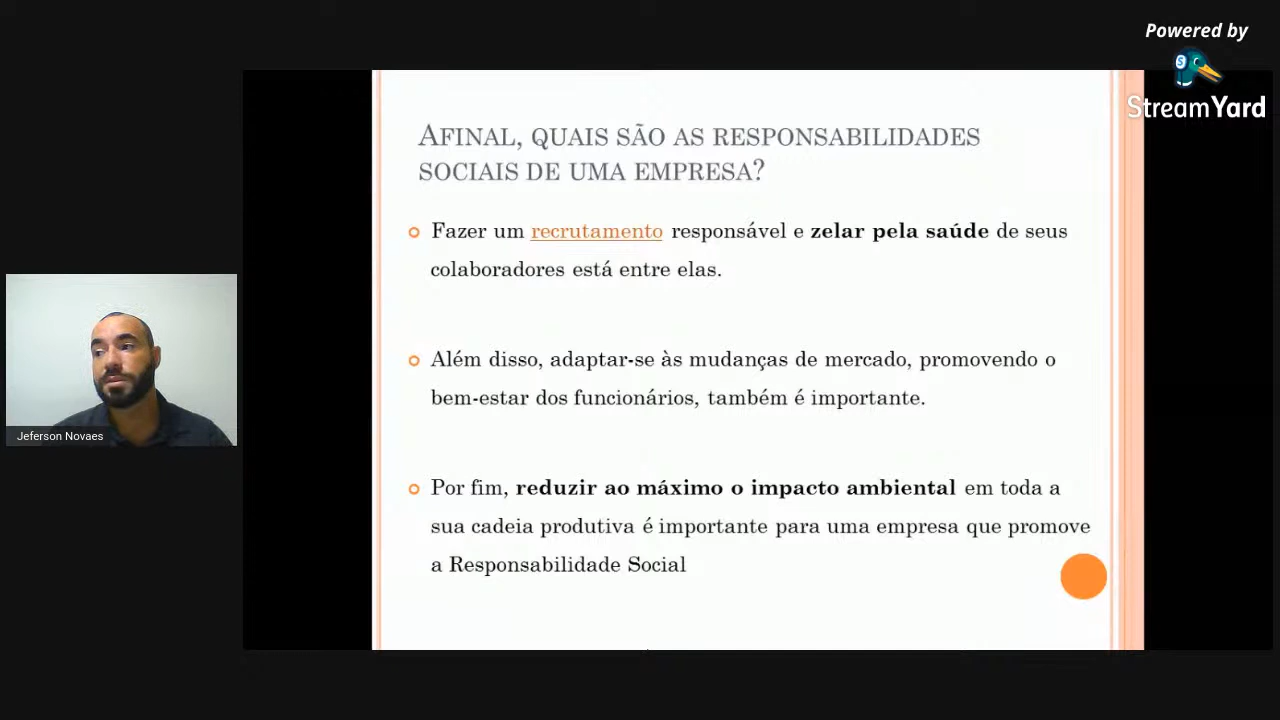 Powered by
StreamYard
AFINAL, QUAIS SÃO AS RESPONSABILIDADES
SOCIAIS DE UMA EMPRESA?
Fazer um recrutamento responsável e zelar pela saúde de seus
colaboradores está entre elas.
Além disso, adaptar-se às mudanças de mercado, promovendo o
bem-estar dos funcionários, também é importante.
Por fim, reduzir ao máximo o impacto ambiental em toda a
sua cadeia produtiva é importante para uma empresa que promove
a Responsabilidade Social
Jeferson Novaes